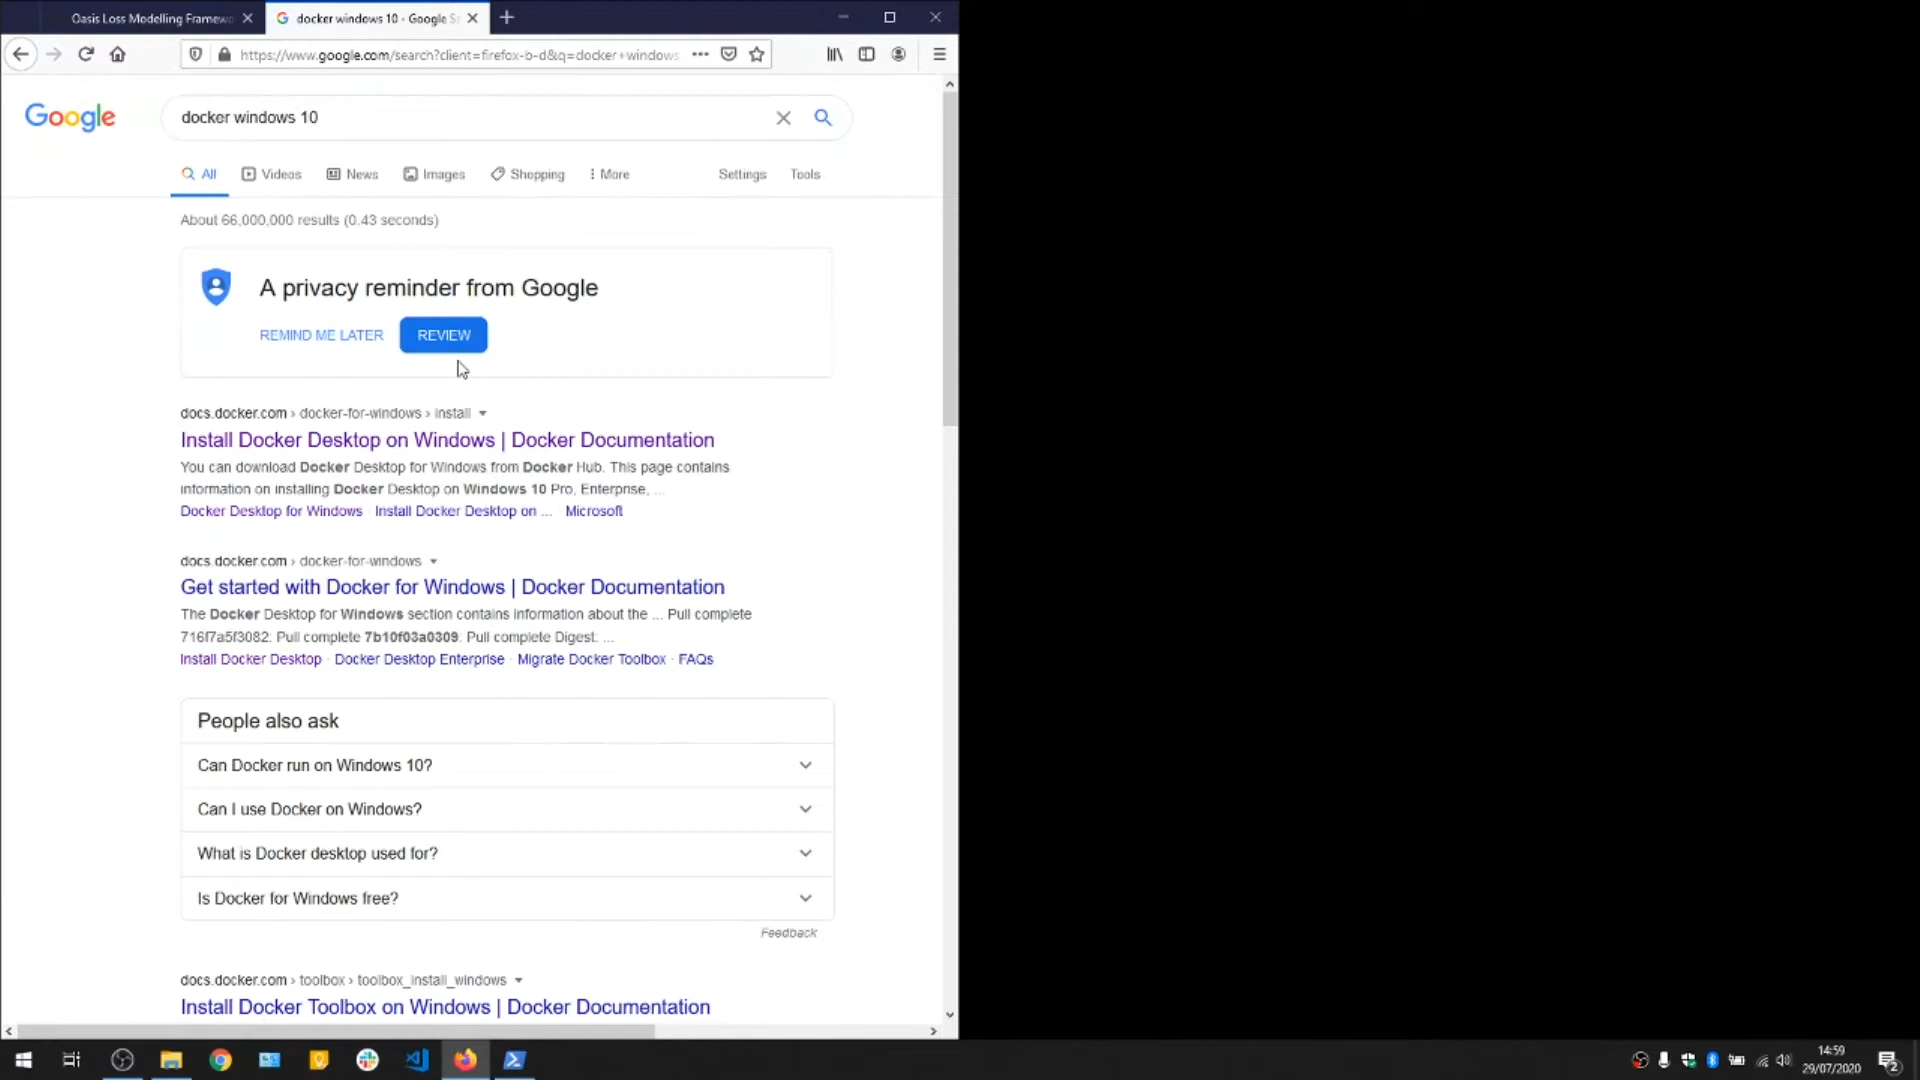 Oasis Loss Modelling Framewo
docker windows 10 - Google S
https://www.google.com/search?client=firefox-b-d&q=docker+windows
Google
docker windows 10
All
Videos
News
Images
Shopping
More
Settings
Tools
About 66,000,000 results (0.43 seconds)
A privacy reminder from Google
REMIND ME LATER
REVIEW
docs.docker.com › docker-for-windows › install
Install Docker Desktop on Windows | Docker Documentation
You can download Docker Desktop for Windows from Docker Hub. This page contains
information on installing Docker Desktop on Windows 10 Pro, Enterprise, ...
Docker Desktop for Windows · Install Docker Desktop on ... · Microsoft
docs.docker.com › docker-for-windows
Get started with Docker for Windows | Docker Documentation
The Docker Desktop for Windows section contains information about the ... Pull complete
716f7a5f3082: Pull complete 7b10f03a0309: Pull complete Digest: ...
Install Docker Desktop · Docker Desktop Enterprise · Migrate Docker Toolbox · FAQs
People also ask
Can Docker run on Windows 10?
Can I use Docker on Windows?
What is Docker desktop used for?
Is Docker for Windows free?
Feedback
docs.docker.com › toolbox › toolbox_install_windows
Install Docker Toolbox on Windows | Docker Documentation
14:59
29/07/2020
2